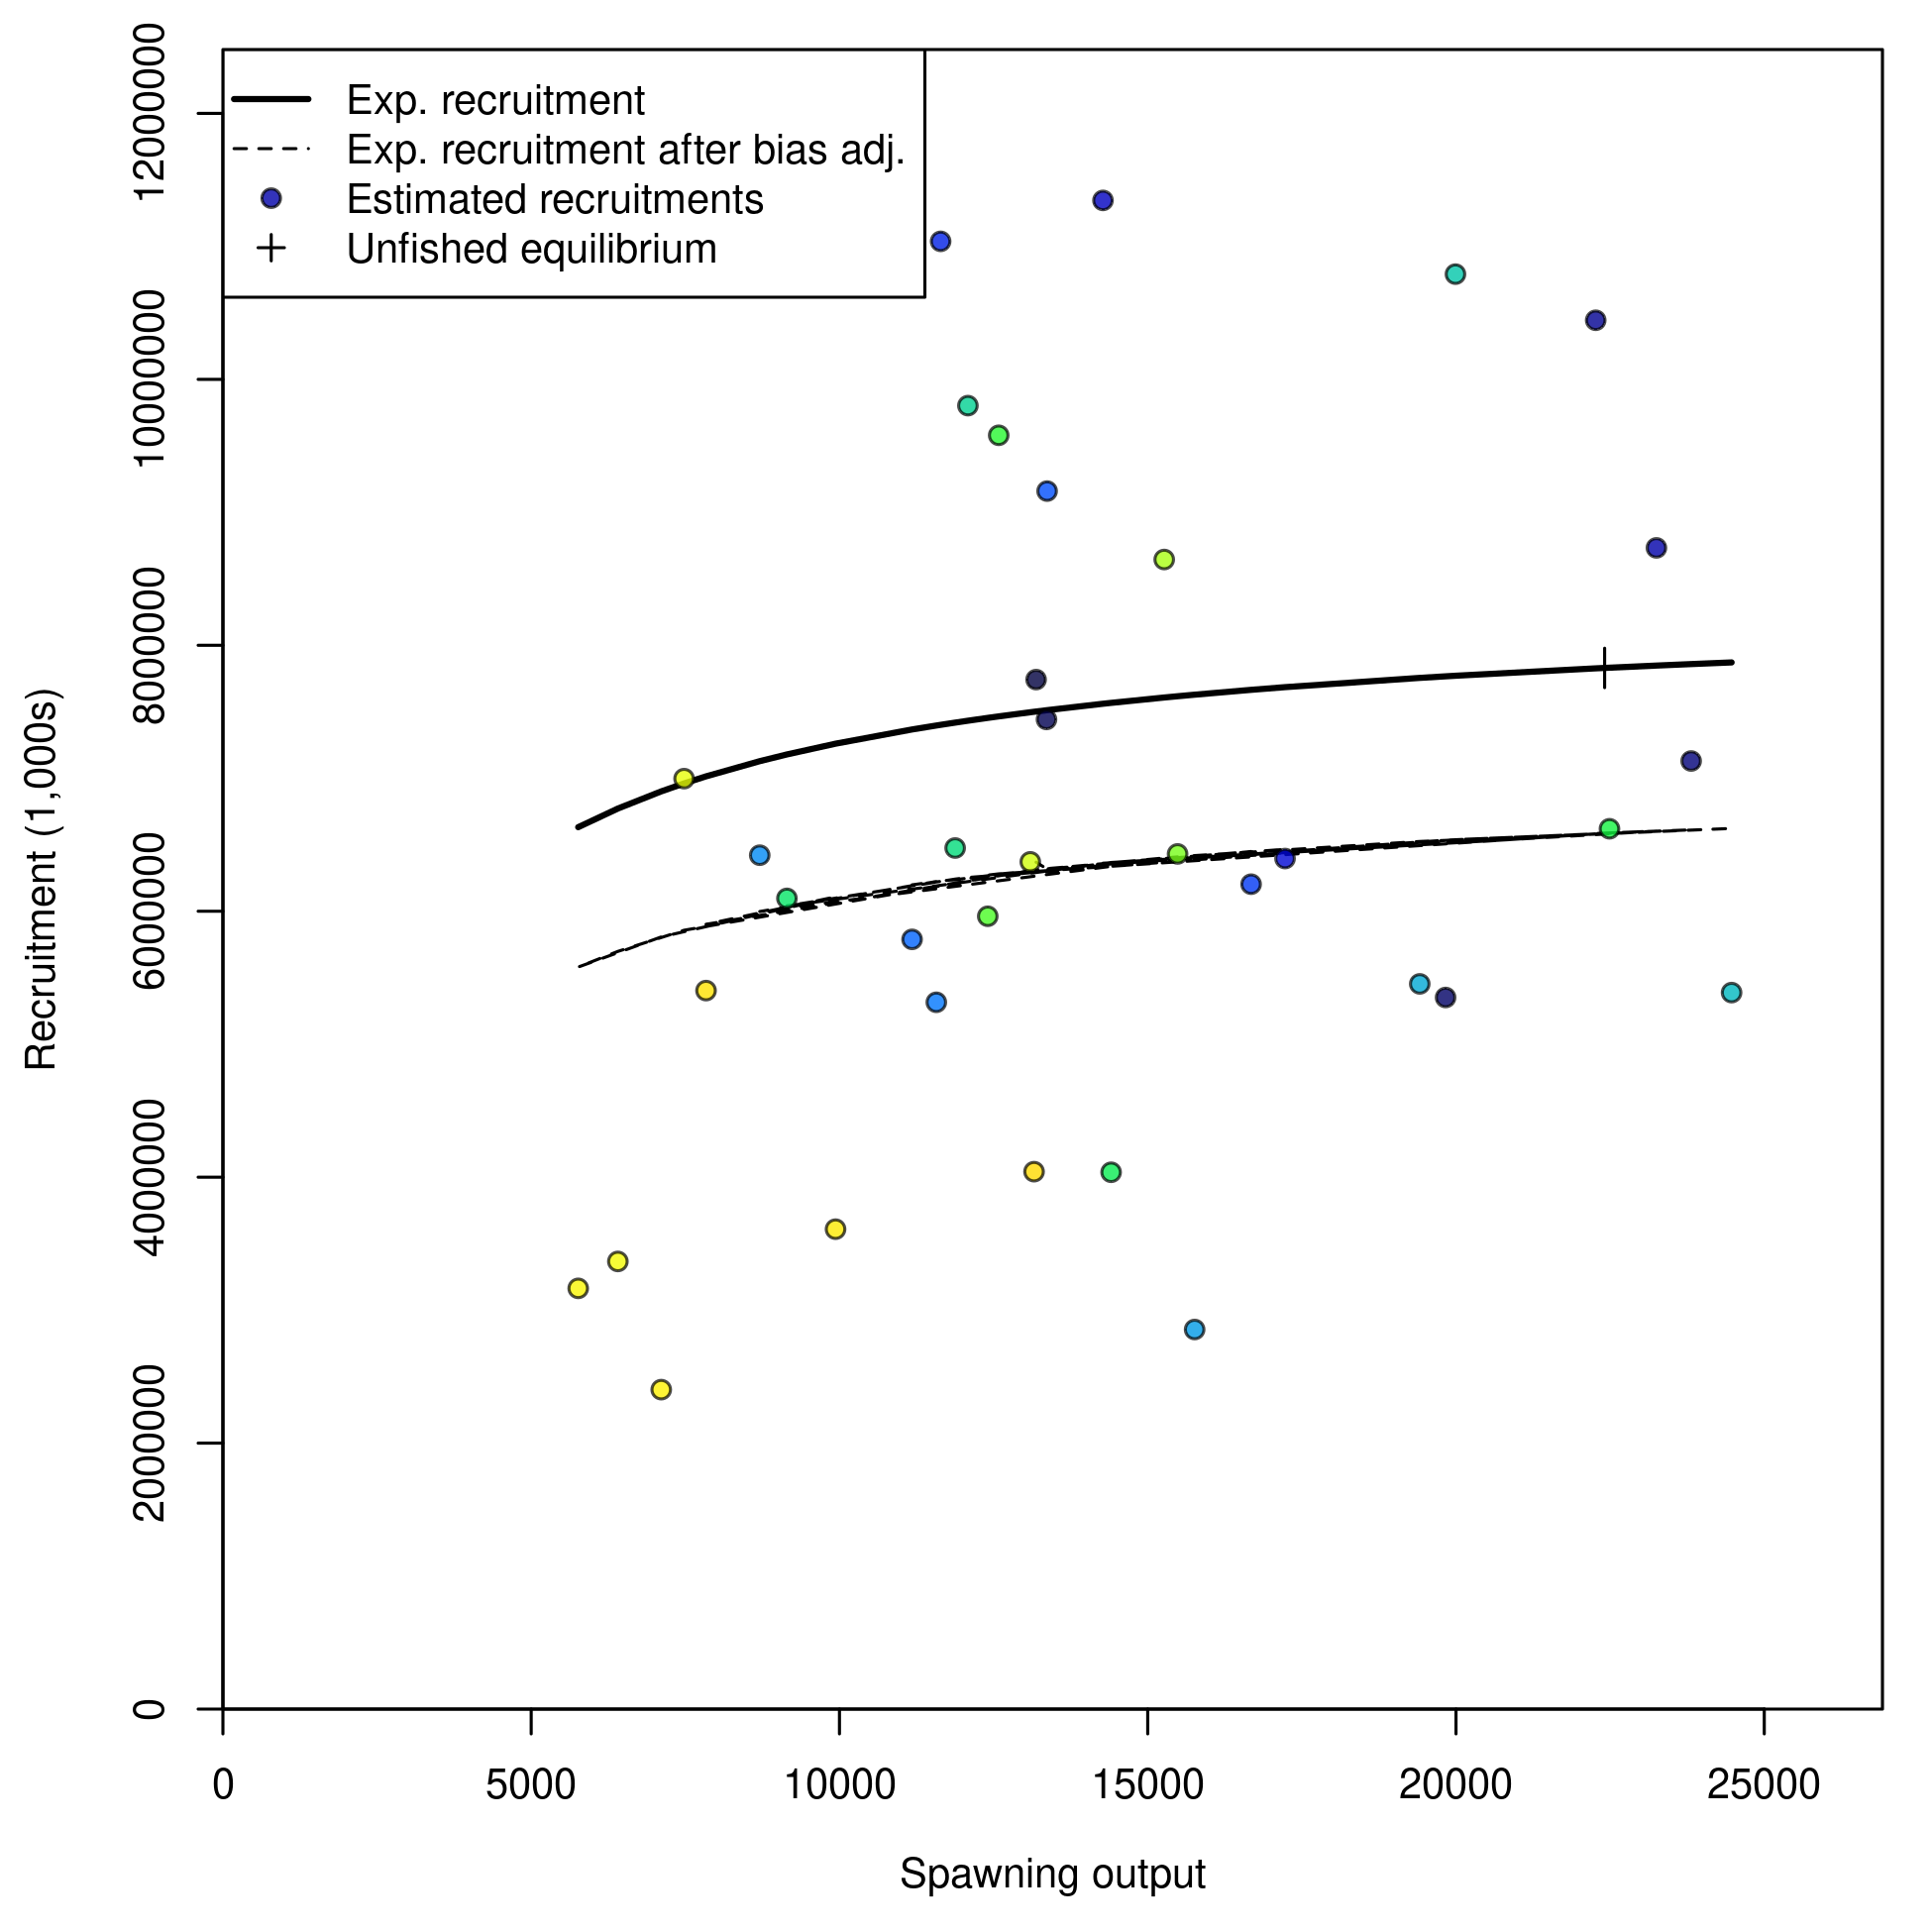 Exp. recruitment
Exp. recruitment after bias adj.
Estimated recruitments
Unfished equilibrium
Recruitment (1,000s)
12000000
10000000
8000000
6000000
4000000
2000000
0
0 5000 10000 15000 20000 25000
Spawning output